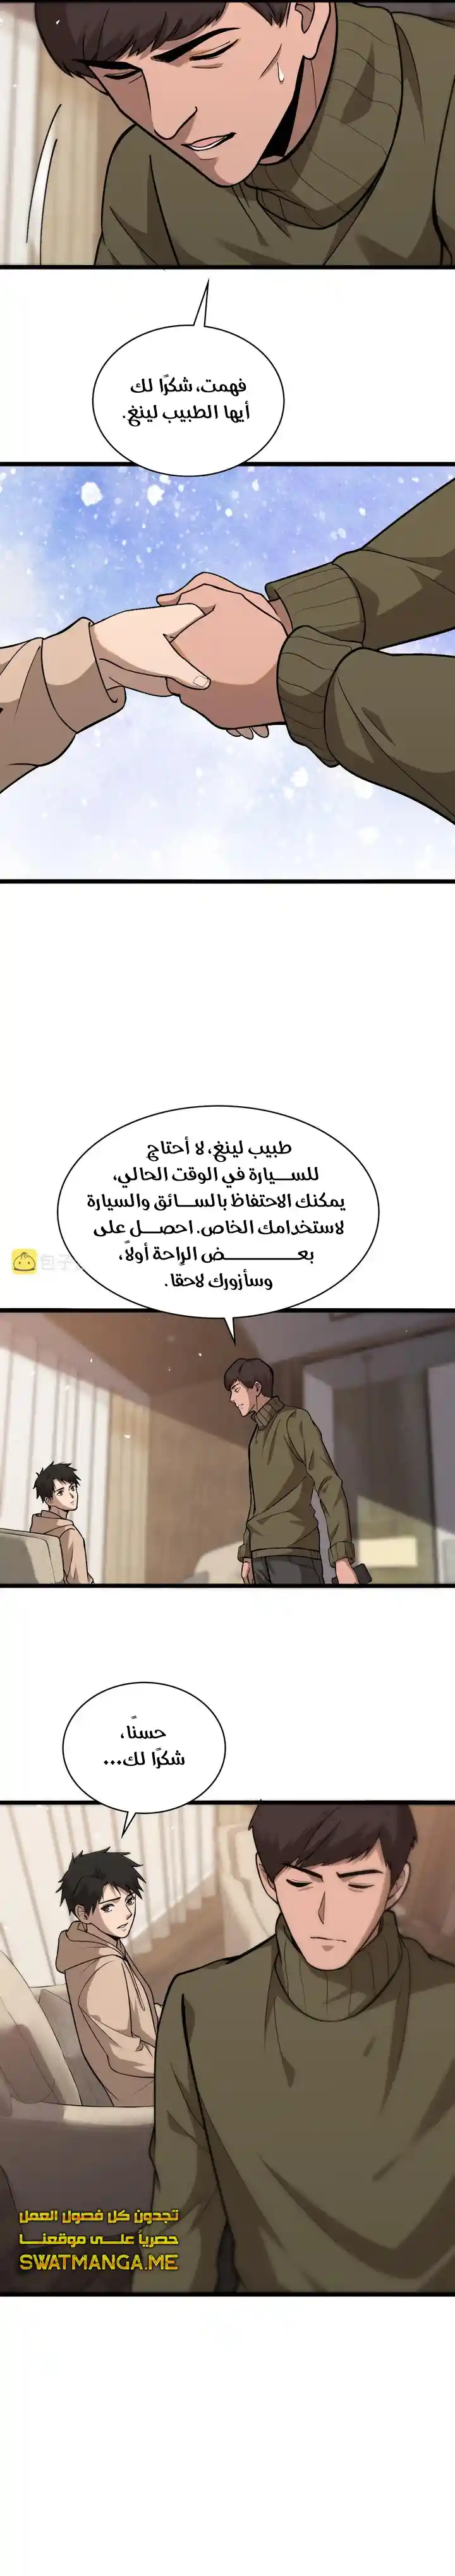 فهمت، شكرًا لك
أيها الطبيب لينغ.
طبيب لينغ، لا أحتاج
للسيارة في الوقت الحالي،
يمكنك الاحتفاظ بالسائق والسيارة
لاستخدامك الخاص. احصل على
بعض الراحة أولاً،
وسأزورك لاحقًا.
حسنًا،
شكرًا لك...
تجدون كل فصول العمل
حصرياً على موقعنا
SWATMANGA.ME